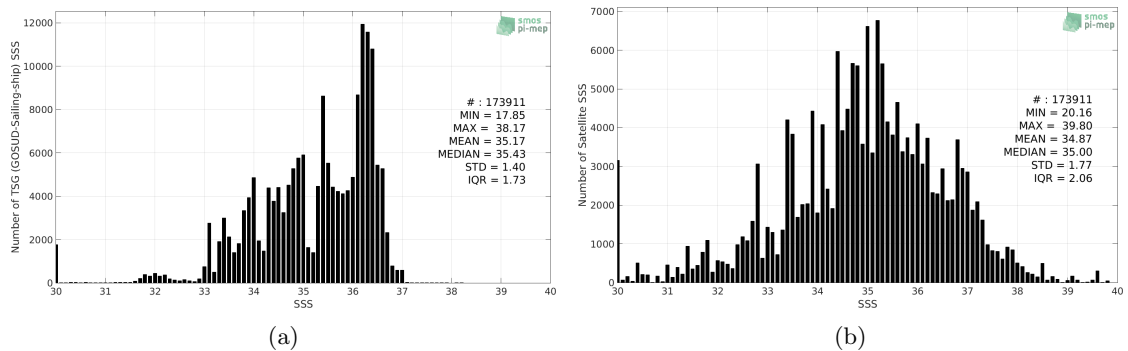 12000
10000
8000
6000
4000
2000
0
Number of TSG (GOSUD-Sailing-ship) SSS
smos
pi-mep
# : 173911
MIN = 17.85
MAX = 38.17
MEAN = 35.17
MEDIAN = 35.43
STD = 1.40
IQR = 1.73
30 31 32 33 34 35 36 37 38 39 40
SSS
(a)
7000
6000
5000
4000
3000
2000
1000
0
Number of Satellite SSS
smos
pi-mep
# : 173911
MIN = 20.16
MAX = 39.80
MEAN = 34.87
MEDIAN = 35.00
STD = 1.77
IQR = 2.06
30 31 32 33 34 35 36 37 38 39 40
SSS
(b)